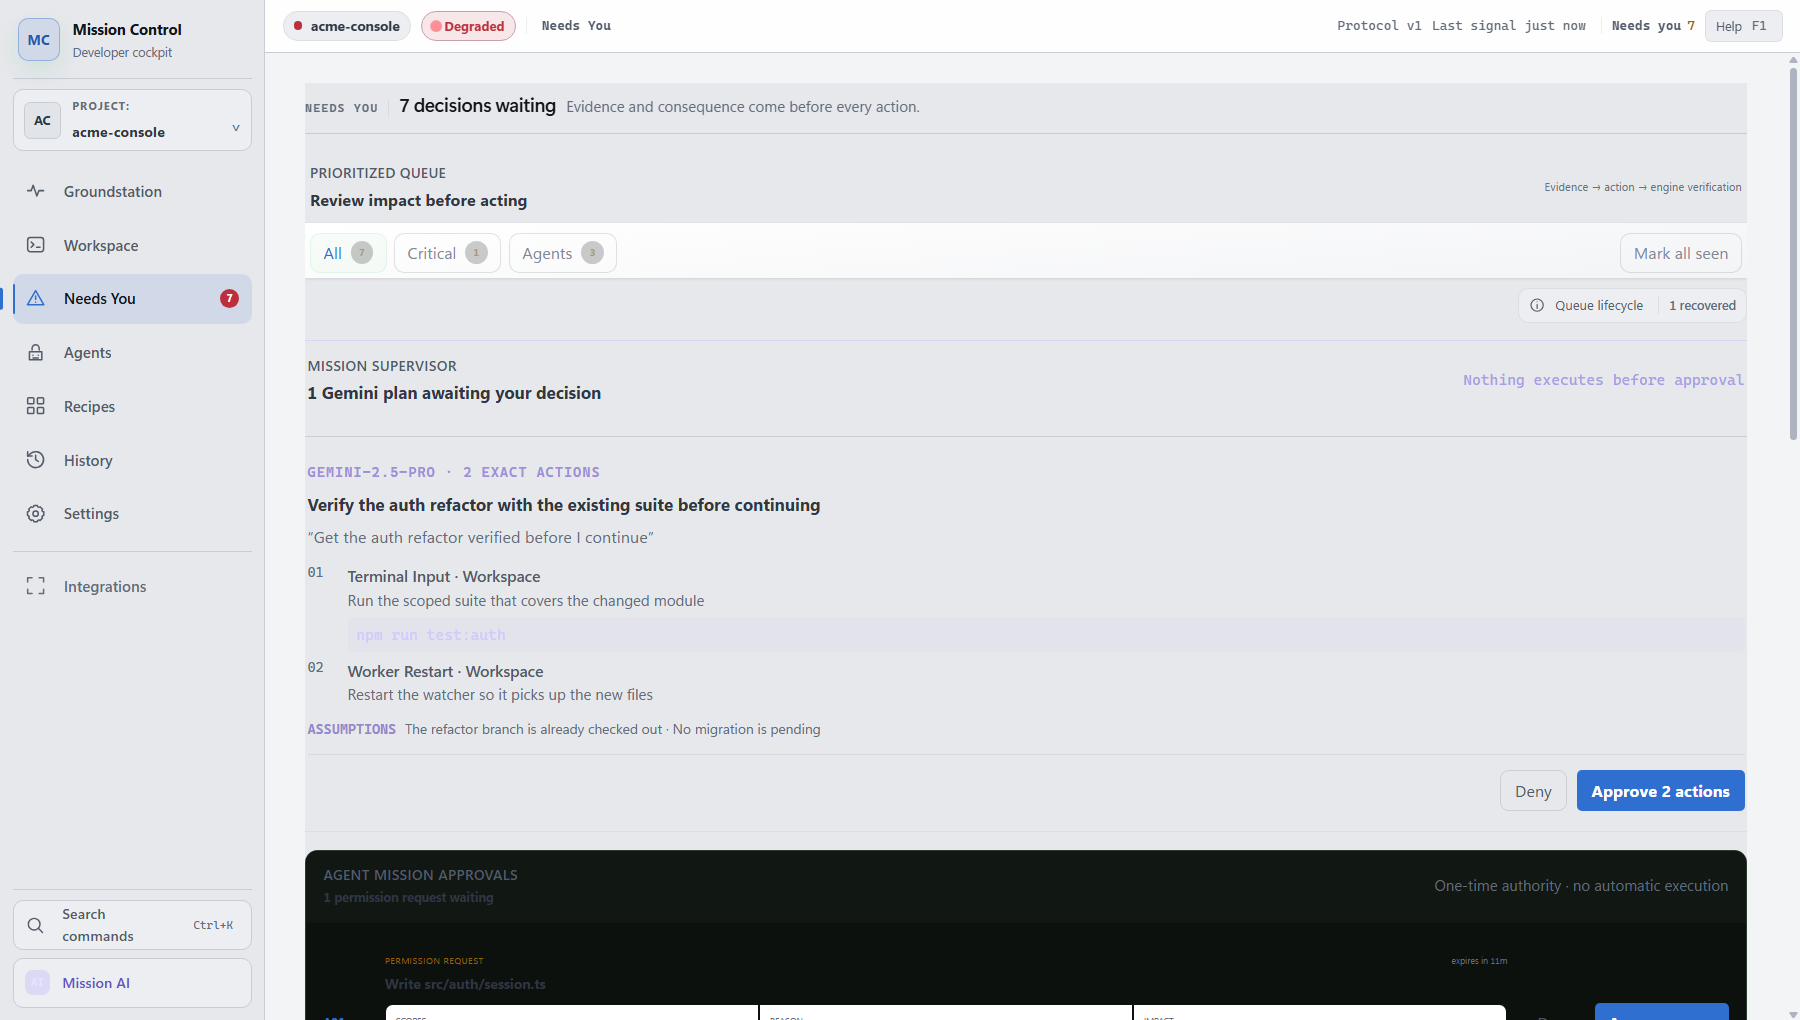 MC
Mission Control
Developer cockpit
AC
PROJECT:
acme-console
v
Groundstation
Workspace
Needs You
7
Agents
Recipes
History
Settings
Integrations
Search commands
Ctrl+K
AI
Mission AI
acme-console
Degraded
Needs You
Protocol v1
Last signal just now
Needs you 7
Help F1
NEEDS YOU
7 decisions waiting
Evidence and consequence come before every action.
PRIORITIZED QUEUE
Review impact before acting
Evidence → action → engine verification
All 7
Critical 1
Agents 3
Mark all seen
Queue lifecycle
1 recovered
MISSION SUPERVISOR
1 Gemini plan awaiting your decision
Nothing executes before approval
GEMINI-2.5-PRO · 2 EXACT ACTIONS
Verify the auth refactor with the existing suite before continuing
"Get the auth refactor verified before I continue"
01
Terminal Input · Workspace
Run the scoped suite that covers the changed module
npm run test:auth
02
Worker Restart · Workspace
Restart the watcher so it picks up the new files
ASSUMPTIONS The refactor branch is already checked out · No migration is pending
Deny
Approve 2 actions
AGENT MISSION APPROVALS
1 permission request waiting
One-time authority · no automatic execution
PERMISSION REQUEST
expires in 11m
Write src/auth/session.ts